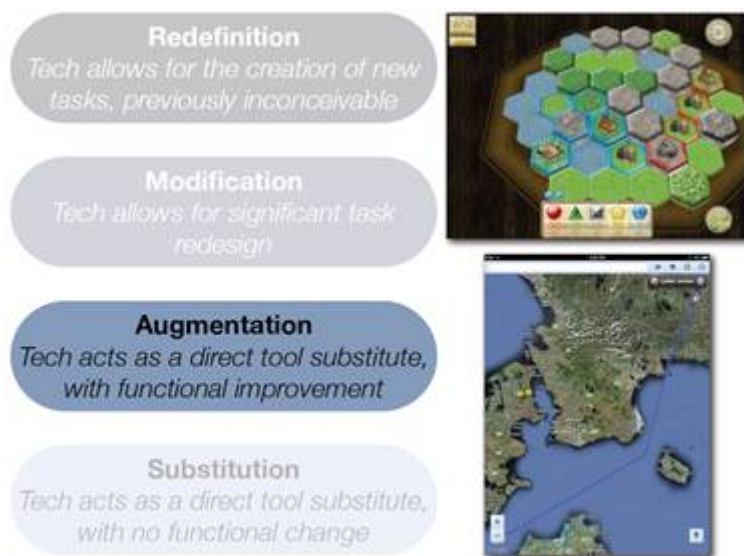 Redefinition
Tech allows for the creation of new
tasks, previously inconceivable
Modification
Tech allows for significant task
redesign
Augmentation
Tech acts as a direct tool substitute,
with functional improvement
Substitution
Tech acts as a direct tool substitute,
with no functional change